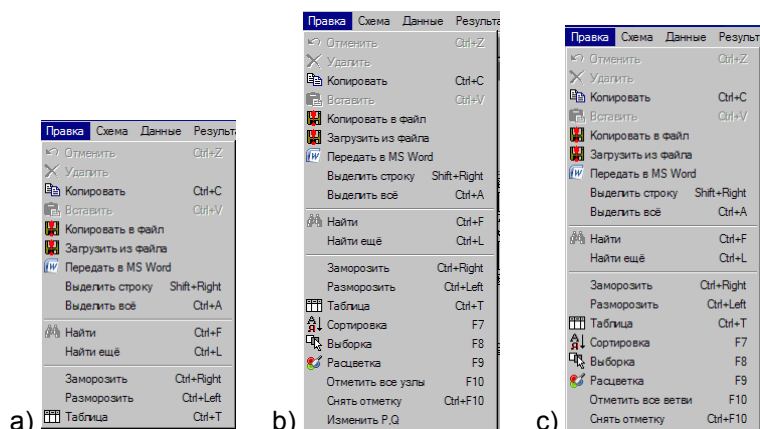 Правка Схема Данные Результа
Отменить Ctrl+Z
Удалить
Копировать Ctrl+C
Вставить Ctrl+V
Копировать в файл
Загрузить из файла
Передать в MS Word
Выделить строку Shift+Right
Выделить всё Ctrl+A
Найти Ctrl+F
Найти ещё Ctrl+L
Заморозить Ctrl+Right
Разморозить Ctrl+Left
Таблица Ctrl+T
a)
Правка Схема Данные Результа
Отменить Ctrl+Z
Удалить
Копировать Ctrl+C
Вставить Ctrl+V
Копировать в файл
Загрузить из файла
Передать в MS Word
Выделить строку Shift+Right
Выделить всё Ctrl+A
Найти Ctrl+F
Найти ещё Ctrl+L
Заморозить Ctrl+Right
Разморозить Ctrl+Left
Таблица Ctrl+T
Сортировка F7
Выборка F8
Расцветка F9
Отметить все узлы F10
Снять отметку Ctrl+F10
Изменить P,Q
b)
Правка Схема Данные Результ
Отменить Ctrl+Z
Удалить
Копировать Ctrl+C
Вставить Ctrl+V
Копировать в файл
Загрузить из файла
Передать в MS Word
Выделить строку Shift+Right
Выделить всё Ctrl+A
Найти Ctrl+F
Найти ещё Ctrl+L
Заморозить Ctrl+Right
Разморозить Ctrl+Left
Таблица Ctrl+T
Сортировка F7
Выборка F8
Расцветка F9
Отметить все ветви F10
Снять отметку Ctrl+F10
c)